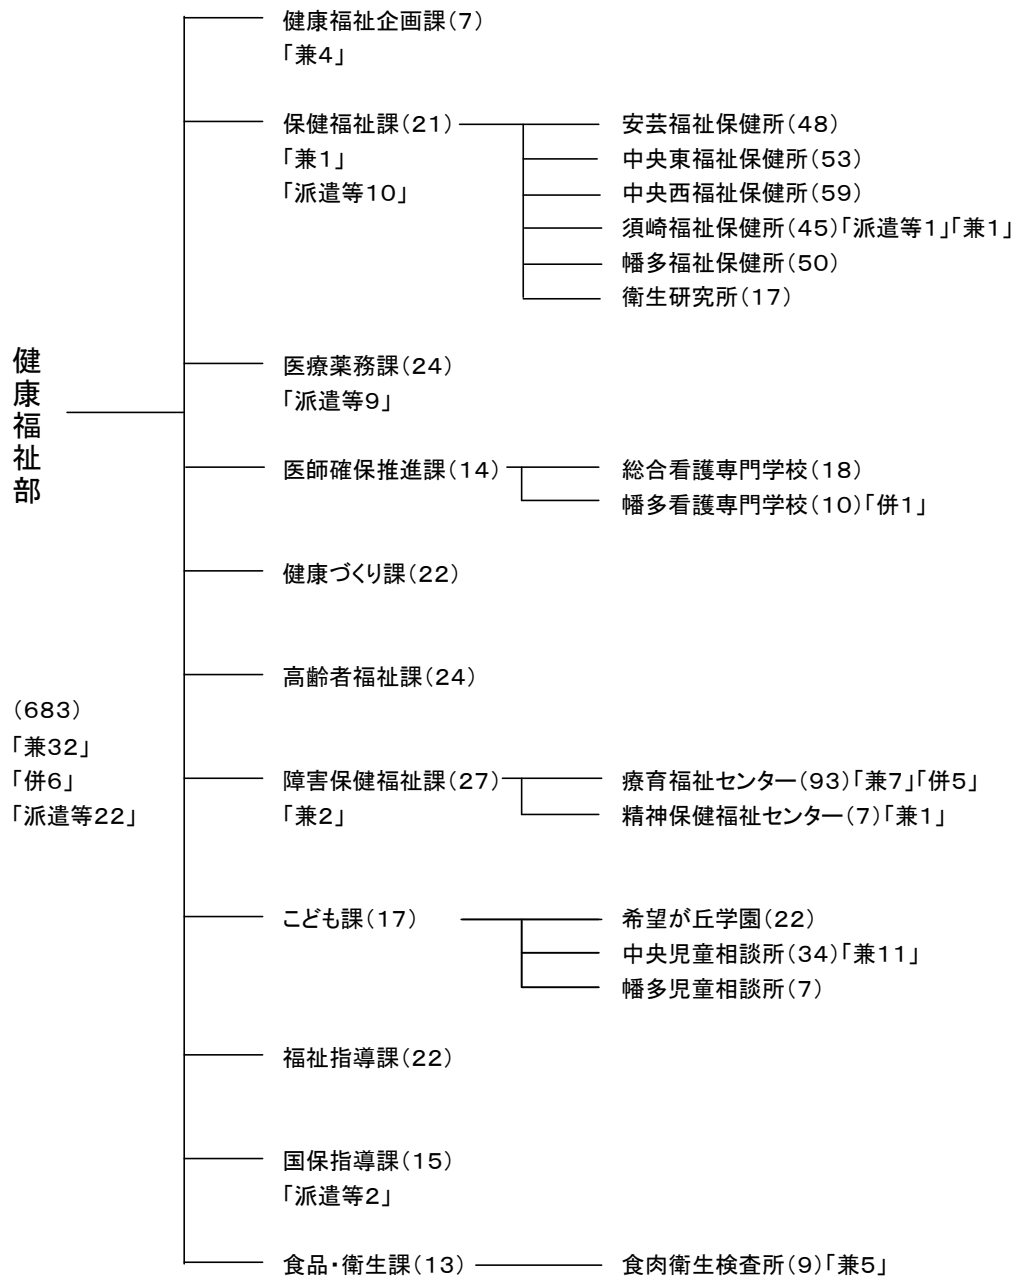 健康福祉部
（683）
「兼32」
「併6」
「派遣等22」
健康福祉企画課（7）
「兼4」
保健福祉課（21）
「兼1」
「派遣等10」
安芸福祉保健所（48）
中央東福祉保健所（53）
中央西福祉保健所（59）
須崎福祉保健所（45）「派遣等1」「兼1」
幡多福祉保健所（50）
衛生研究所（17）
医療薬務課（24）
「派遣等9」
医師確保推進課（14）
総合看護専門学校（18）
幡多看護専門学校（10）「併1」
健康づくり課（22）
高齢者福祉課（24）
障害保健福祉課（27）
「兼2」
療育福祉センター（93）「兼7」「併5」
精神保健福祉センター（7）「兼1」
こども課（17）
希望が丘学園（22）
中央児童相談所（34）「兼11」
幡多児童相談所（7）
福祉指導課（22）
国保指導課（15）
「派遣等2」
食品・衛生課（13）
食肉衛生検査所（9）「兼5」